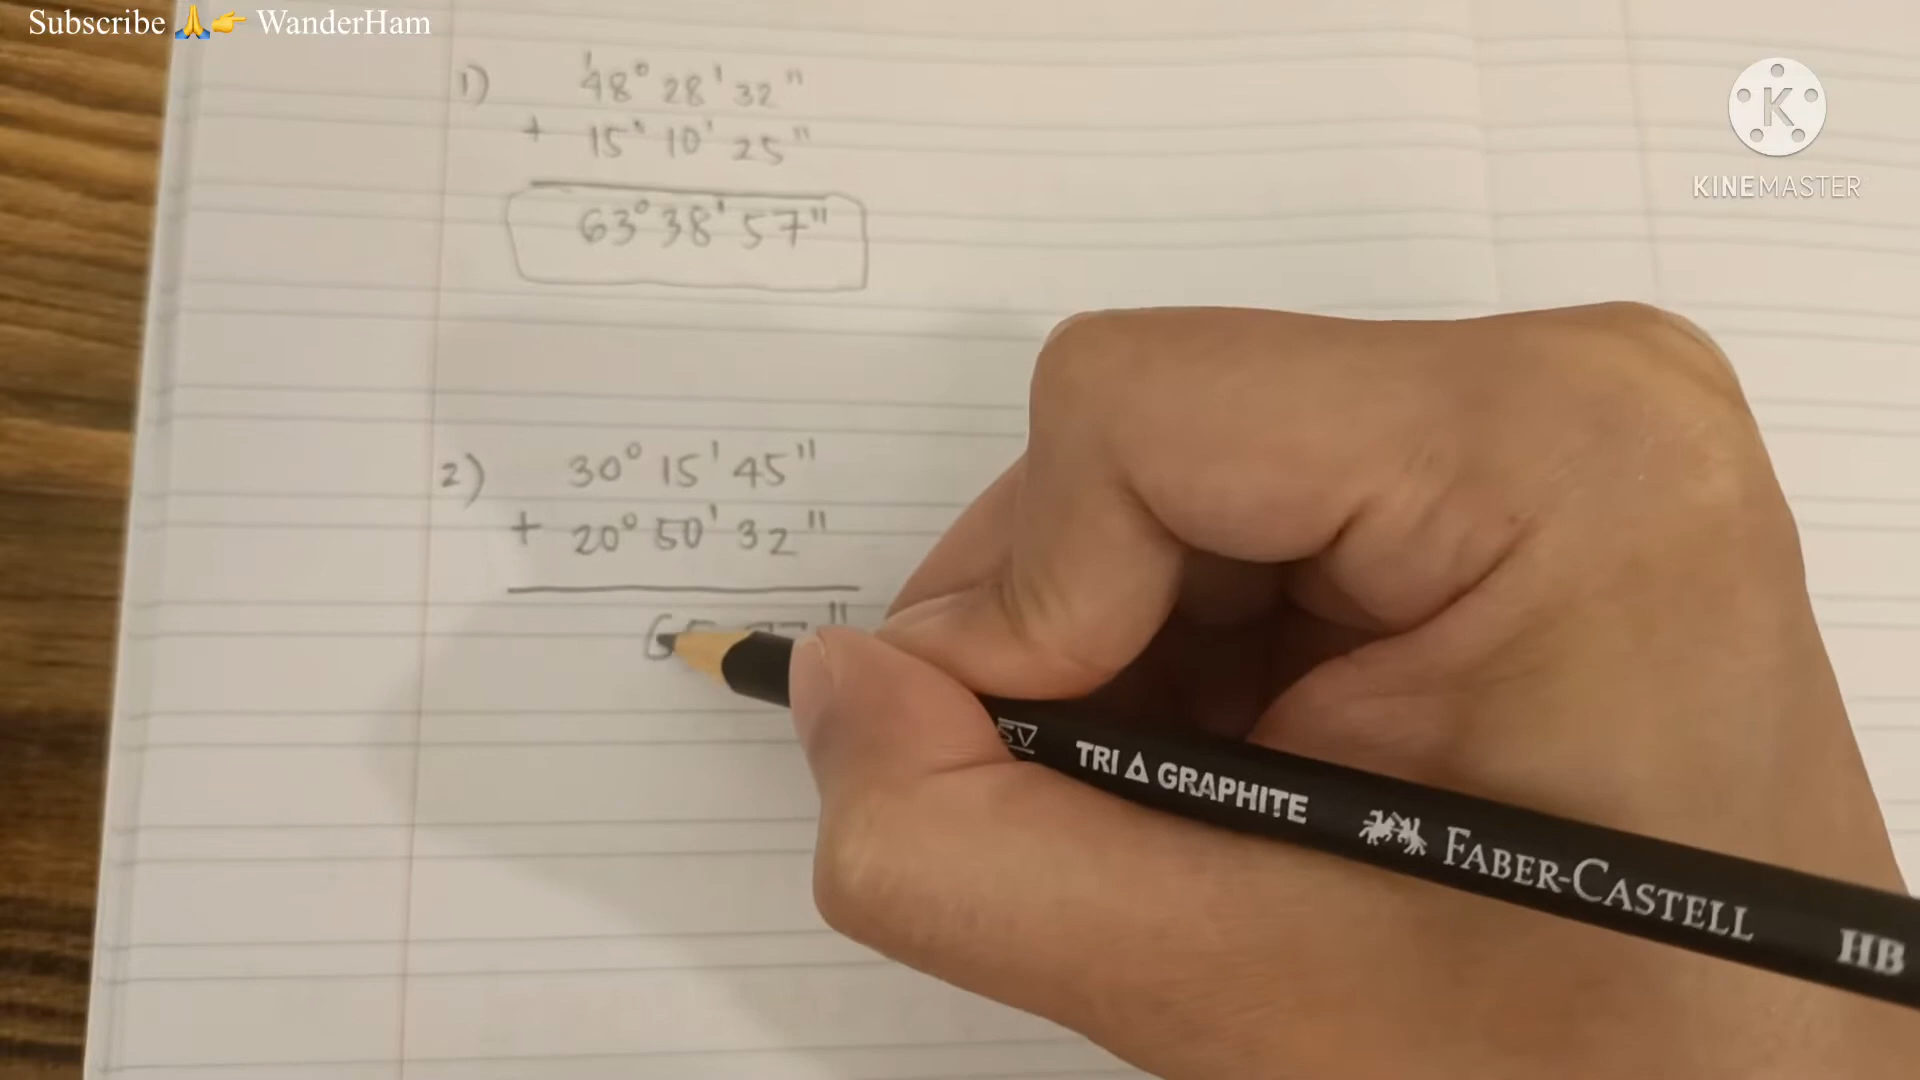 Subscribe 🙏👉 WanderHam
KINEMASTER
1) 48° 28' 32"
+ 15° 10' 25"
63° 38' 57"
2) 30° 15' 45"
+ 20° 50' 32"
TRI GRAPHITE FABER-CASTELL HB